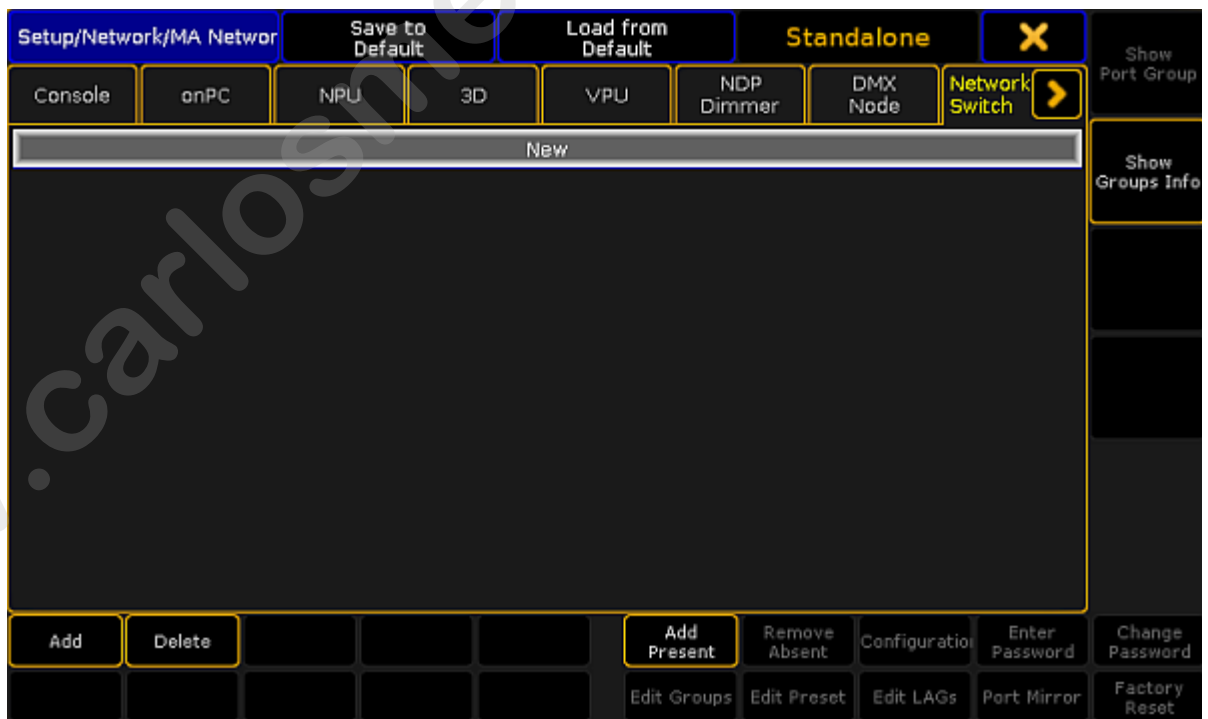 Setup/Network/MA Networ
Save to
Default
Load from
Default
Standalone
Show
Port Group
Console
onPC
NPU
3D
VPU
NDP
Dimmer
DMX
Node
Network
Switch
New
Show
Groups Info
.carlosme
Add
Delete
Add
Present
Remove
Absent
Configuratio
Enter
Password
Change
Password
Edit Groups
Edit Preset
Edit LAGs
Port Mirror
Factory
Reset